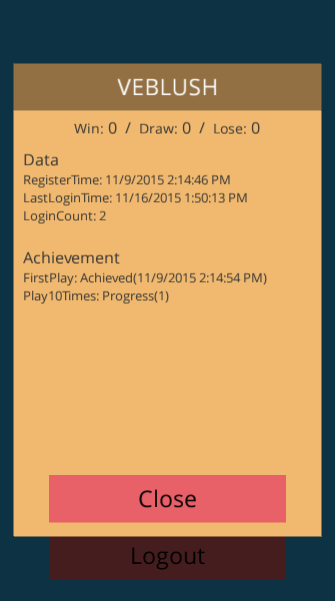 VEBLUSH
Win: 0 / Draw: 0 / Lose: 0
Data
RegisterTime: 11/9/2015 2:14:46 PM
LastLoginTime: 11/16/2015 1:50:13 PM
LoginCount: 2
Achievement
FirstPlay: Achieved(11/9/2015 2:14:54 PM)
Play10Times: Progress(1)
Close
Logout